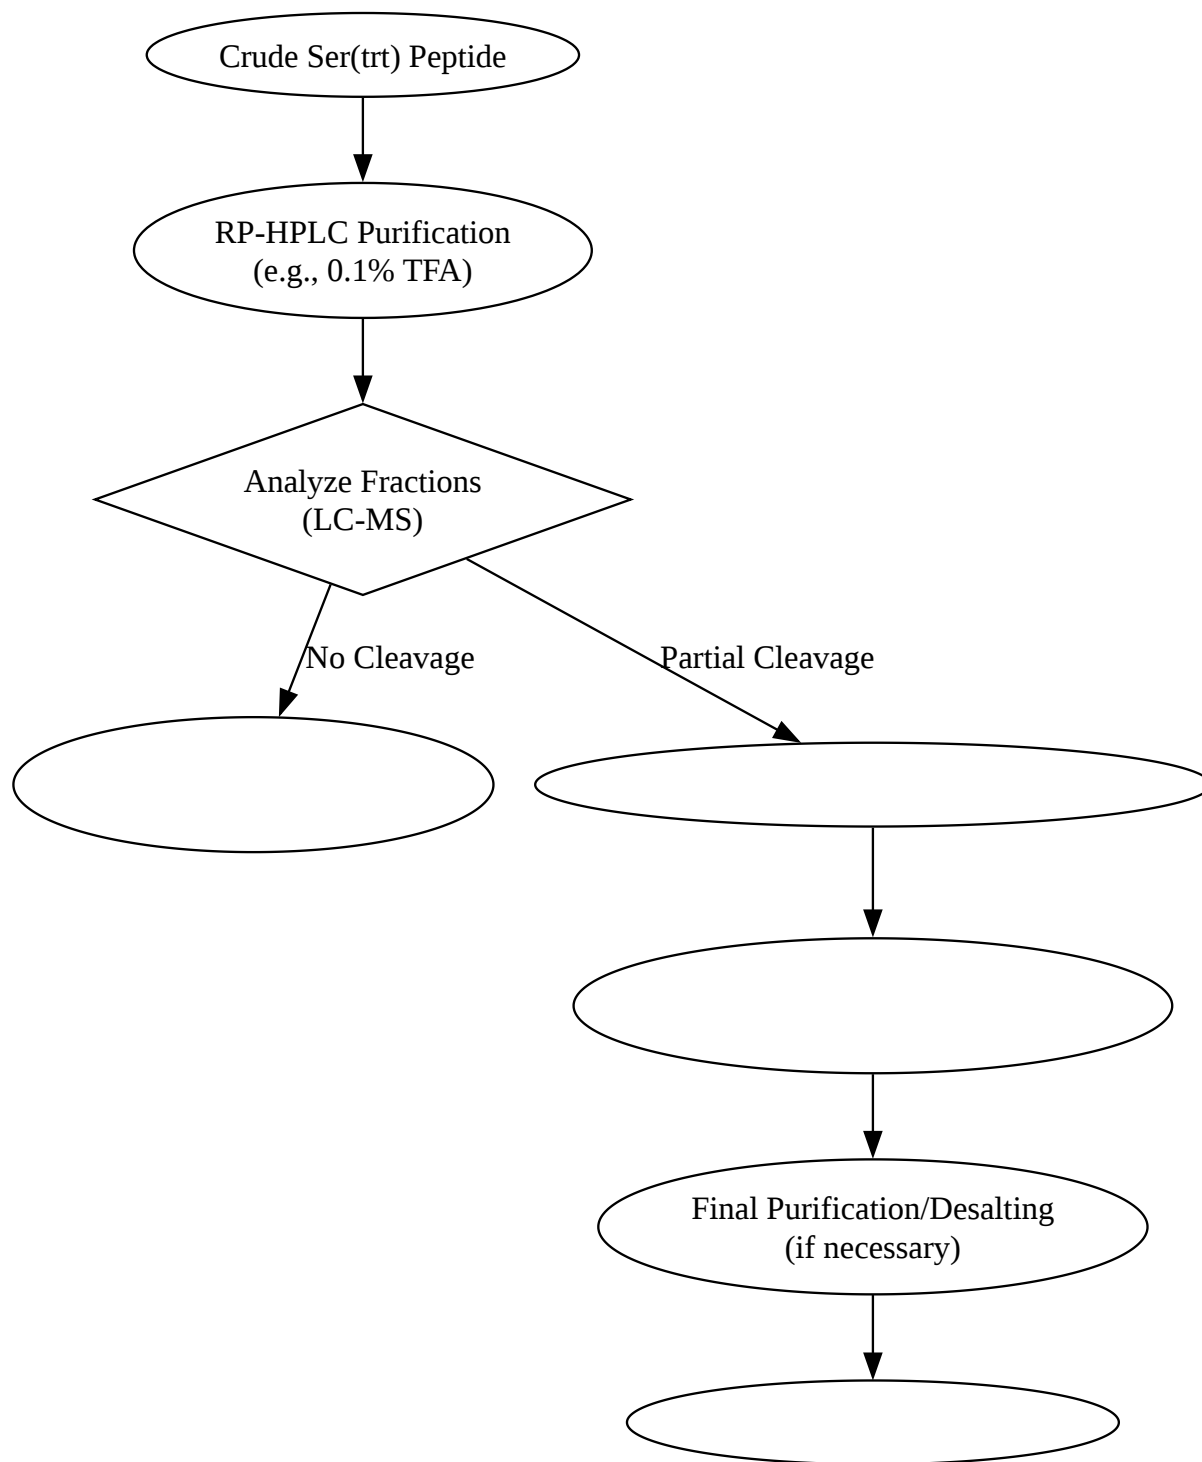 Crude Ser(trt) Peptide
RP-HPLC Purification
(e.g., 0.1% TFA)
Analyze Fractions
(LC-MS)
No Cleavage
Partial Cleavage
Final Purification/Desalting
(if necessary)